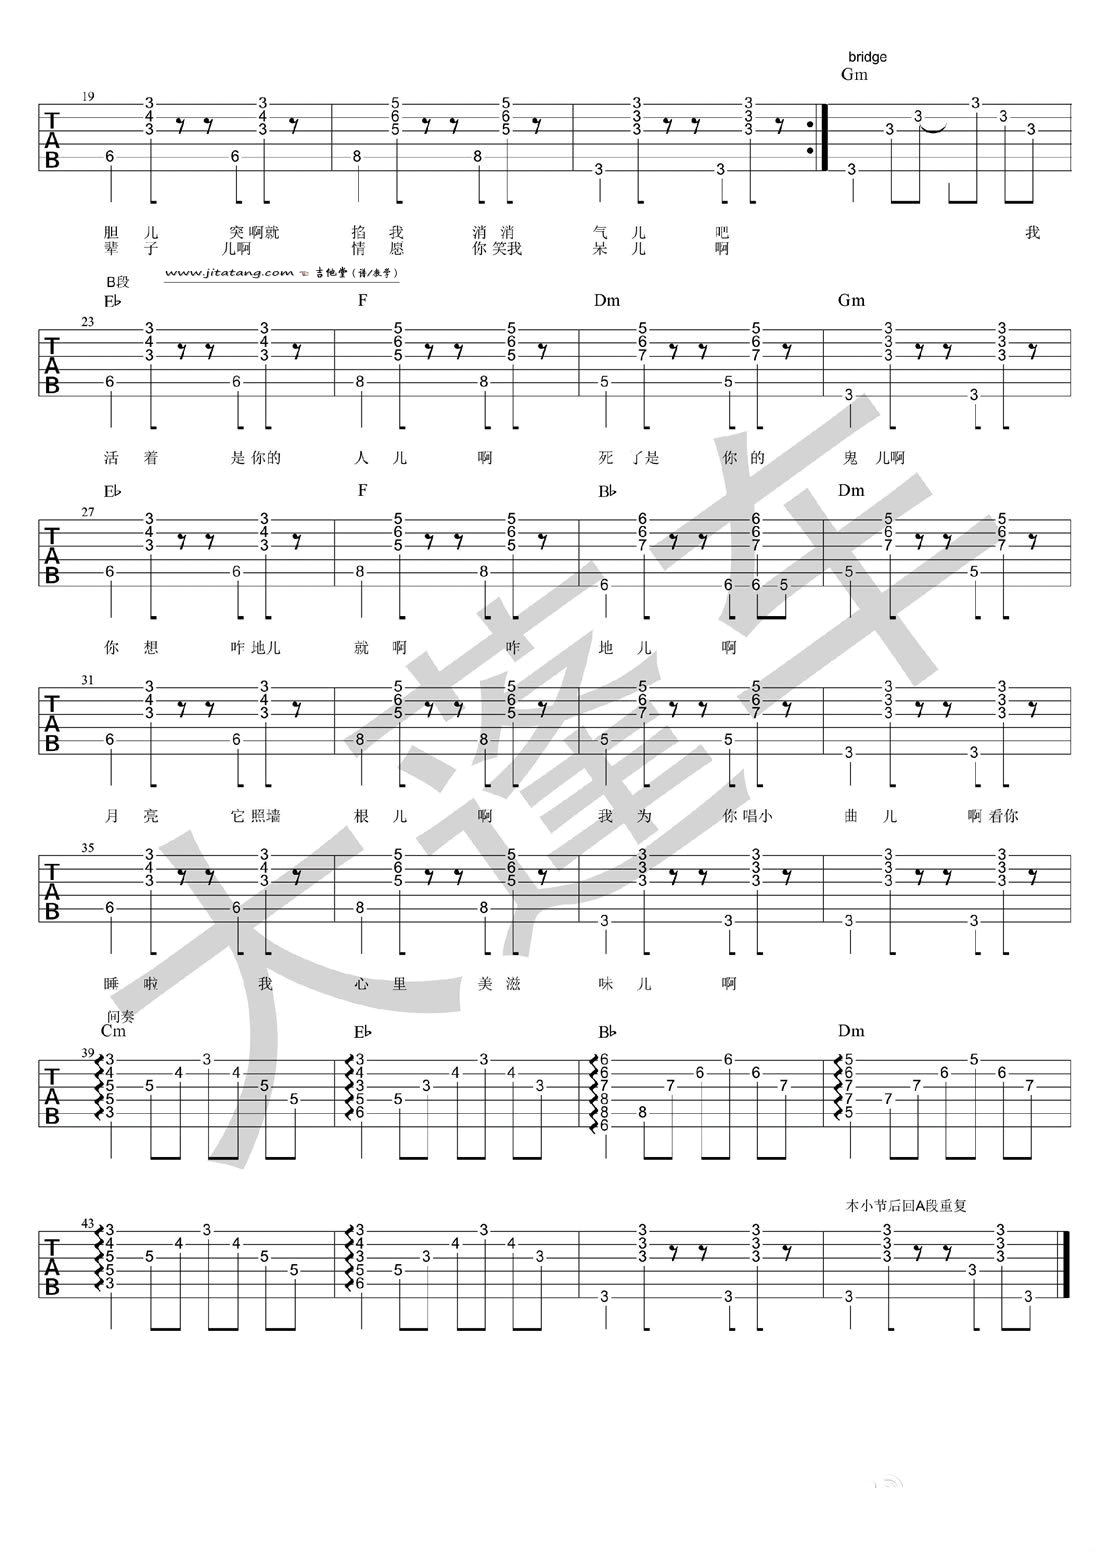 bridge
Gm
19
胆 儿 突 啊就 掐 我 消 消 气 儿 吧 我
辈 子 儿啊 情 愿 你 笑我 呆 儿 啊
www.jitatang.com 吉他堂（谱/教学）
B段
E♭ F Dm Gm
23
活 着 是 你的 人 儿 啊 死 了是 你 的 鬼 儿啊
E♭ F B♭ Dm
27
你 想 咋 地儿 就 啊 咋 地 儿 啊
31
月 亮 它 照墙 根 儿 啊 我 为 你 唱小 曲 儿 啊 看你
35
睡 啦 我 心 里 美 滋 味 儿 啊
间奏
Cm E♭ B♭ Dm
39
43
本小节后回A段重复
大篷车